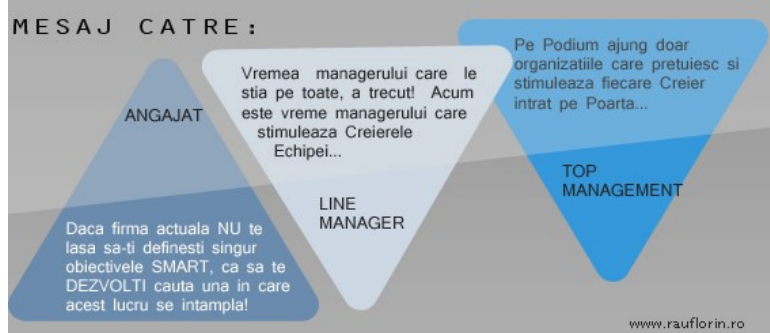 MESAJ CATRE:
ANGAJAT
Daca firma actuala NU te
lasa sa-ti definesti singur
obiectivele SMART, ca sa te
DEZVOLTI cauta una in care
acest lucru se intampla!
Vremea managerului care le
stia pe toate, a trecut! Acum
este vreme managerului care
stimuleaza Creierele
Echipei...
LINE
MANAGER
Pe Podium ajung doar
organizatiile care pretuiesc si
stimuleaza fiecare Creier
intrat pe Poarta...
TOP
MANAGEMENT
www.rauflorin.ro